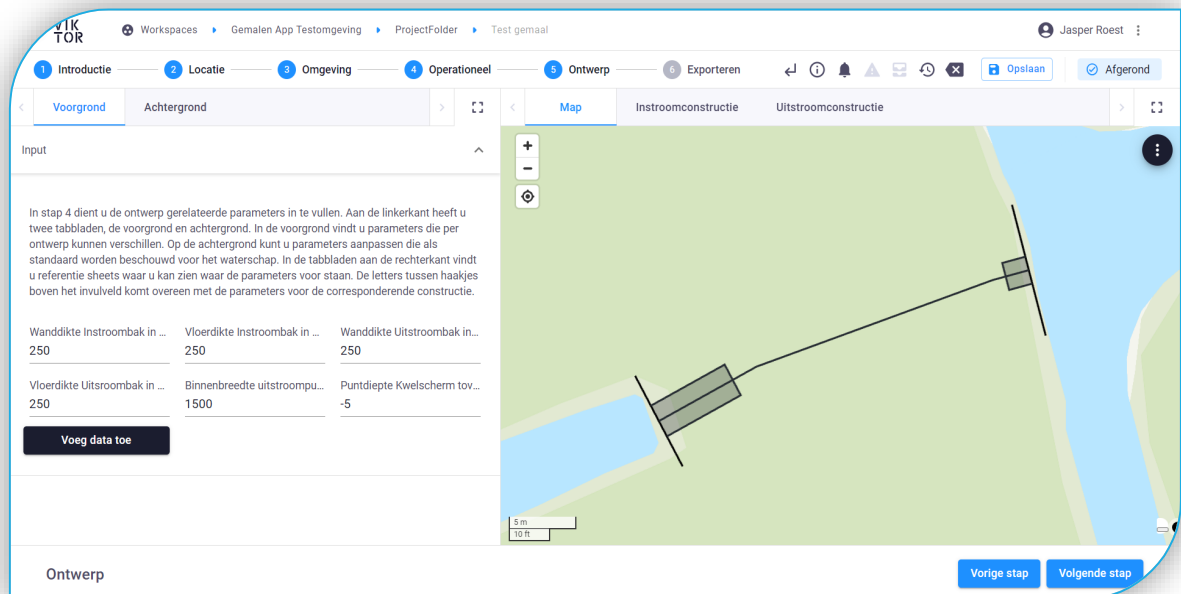 VIKTOR
Workspaces Gemalen App Testomgeving ProjectFolder Test gemaal
Jasper Roest
1 Introductie 2 Locatie 3 Omgeving 4 Operationeel 5 Ontwerp 6 Exporteren
Opslaan
Afgerond
Voorgrond Achtergrond
Map Instroomconstructie Uitstroomconstructie
Input
In stap 4 dient u de ontwerp gerelateerde parameters in te vullen. Aan de linkerkant heeft u
twee tabbladen, de voorgrond en achtergrond. In de voorgrond vindt u parameters die per
ontwerp kunnen verschillen. Op de achtergrond kunt u parameters aanpassen die als
standaard worden beschouwd voor het waterschap. In de tabbladen aan de rechterkant vindt
u referentie sheets waar u kan zien waar de parameters voor staan. De letters tussen haakjes
boven het invulveld komt overeen met de parameters voor de corresponderende constructie.
Wanddikte Instroombak in ... Vloerdikte Instroombak in ... Wanddikte Uitstroombak in...
250 250 250
Vloerdikte Uitsroombak in ... Binnenbreedte uitstroompu... Puntdiepte Kwelscherm tov...
250 1500 -5
Voeg data toe
+
−
5 m
10 ft
Ontwerp
Vorige stap
Volgende stap